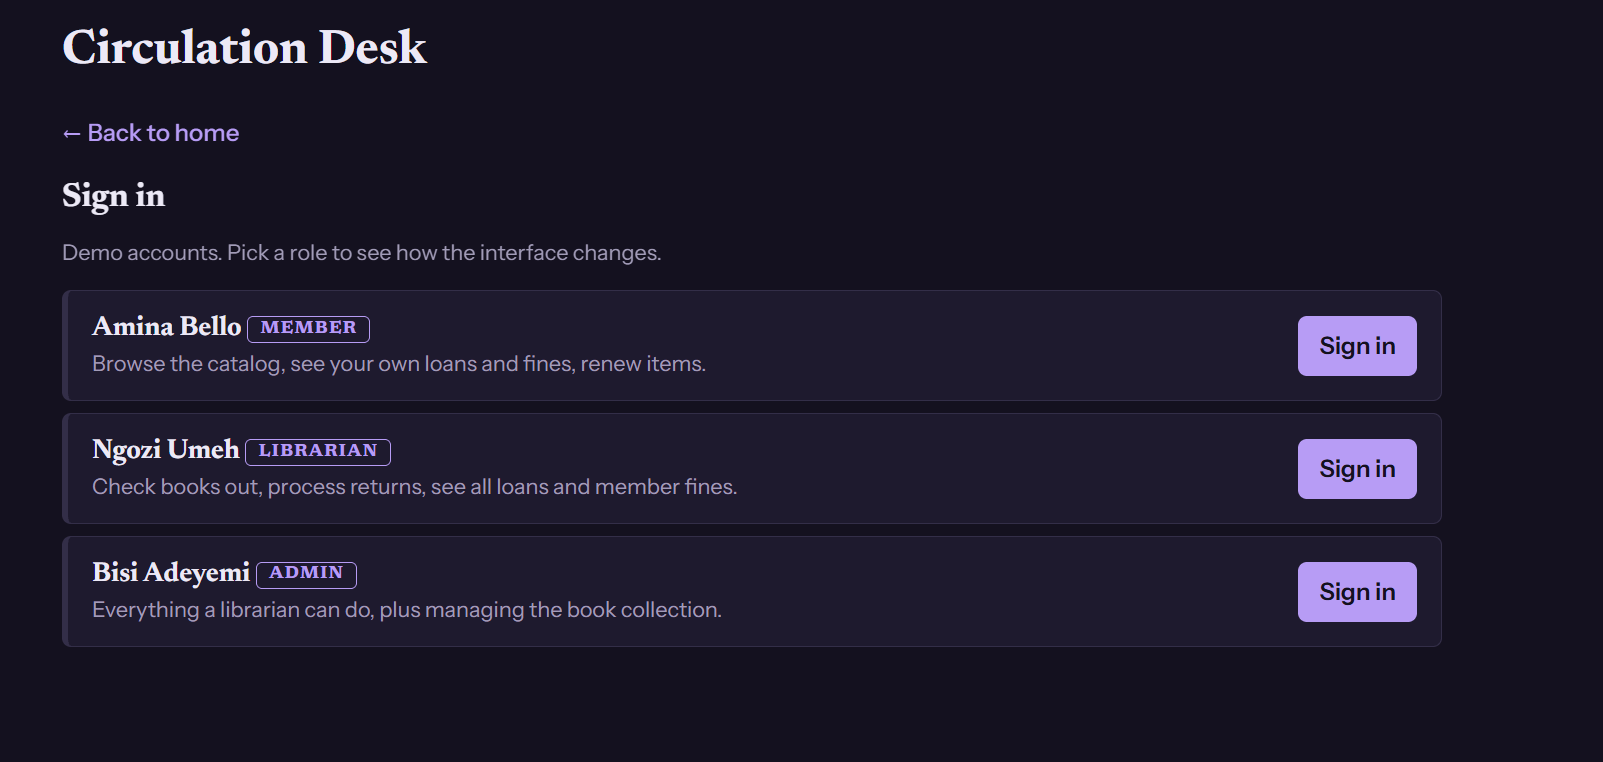 Circulation Desk
← Back to home
Sign in
Demo accounts. Pick a role to see how the interface changes.
Amina Bello MEMBER
Browse the catalog, see your own loans and fines, renew items.
Sign in
Ngozi Umeh LIBRARIAN
Check books out, process returns, see all loans and member fines.
Sign in
Bisi Adeyemi ADMIN
Everything a librarian can do, plus managing the book collection.
Sign in